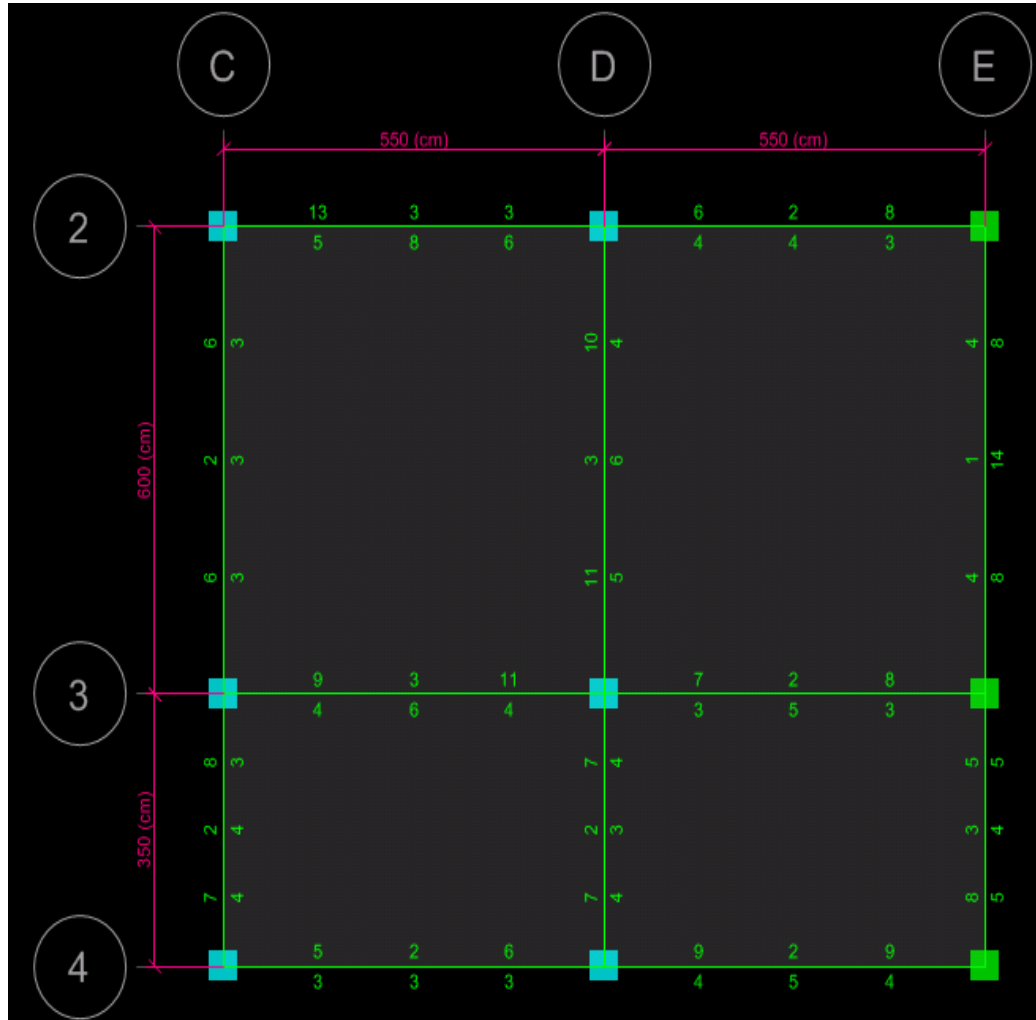 C D E
550 (cm) 550 (cm)
2
13 3 3 6 2 8
5 8 6 4 4 3
6 3 10 4 4 8
600 (cm)
2 3 3 6 1 14
6 3 11 5 4 8
3
9 3 11 7 2 8
4 6 4 3 5 3
8 3 7 4 5 5
350 (cm)
2 4 2 3 3 4
7 4 7 4 8 5
4
5 2 6 9 2 9
3 3 3 4 5 4